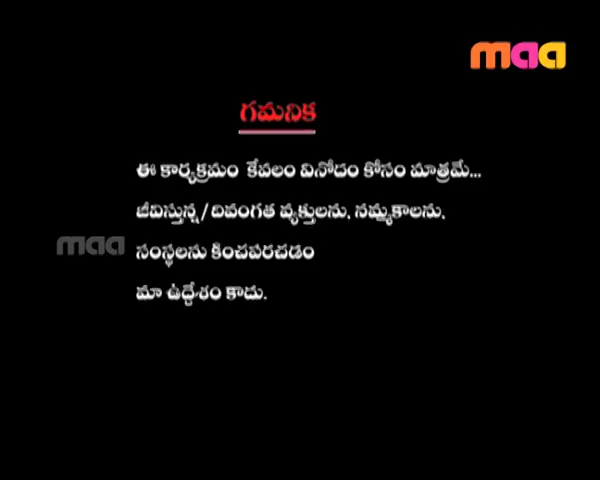 maa
గమనిక
ఈ కార్యక్రమం కేవలం వినోదం కోసం మాత్రమే...
జీవిస్తున్న/దివంగత వ్యక్తులను, నమ్మకాలను,
maa
సంస్థలను కించపరచడం
మా ఉద్దేశం కాదు.